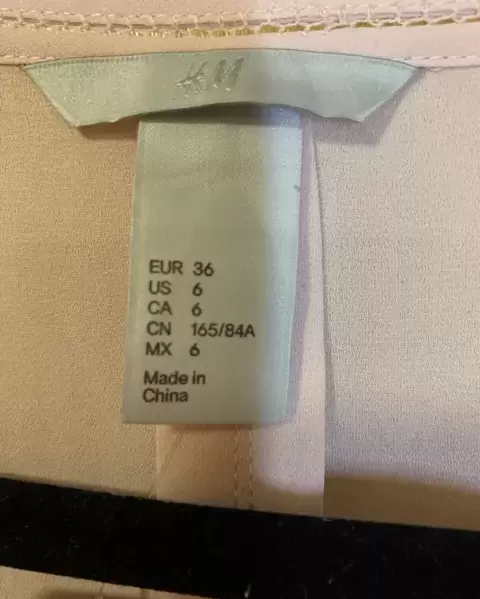 H&M
EUR 36
US 6
CA 6
CN 165/84A
MX 6
Made in
China